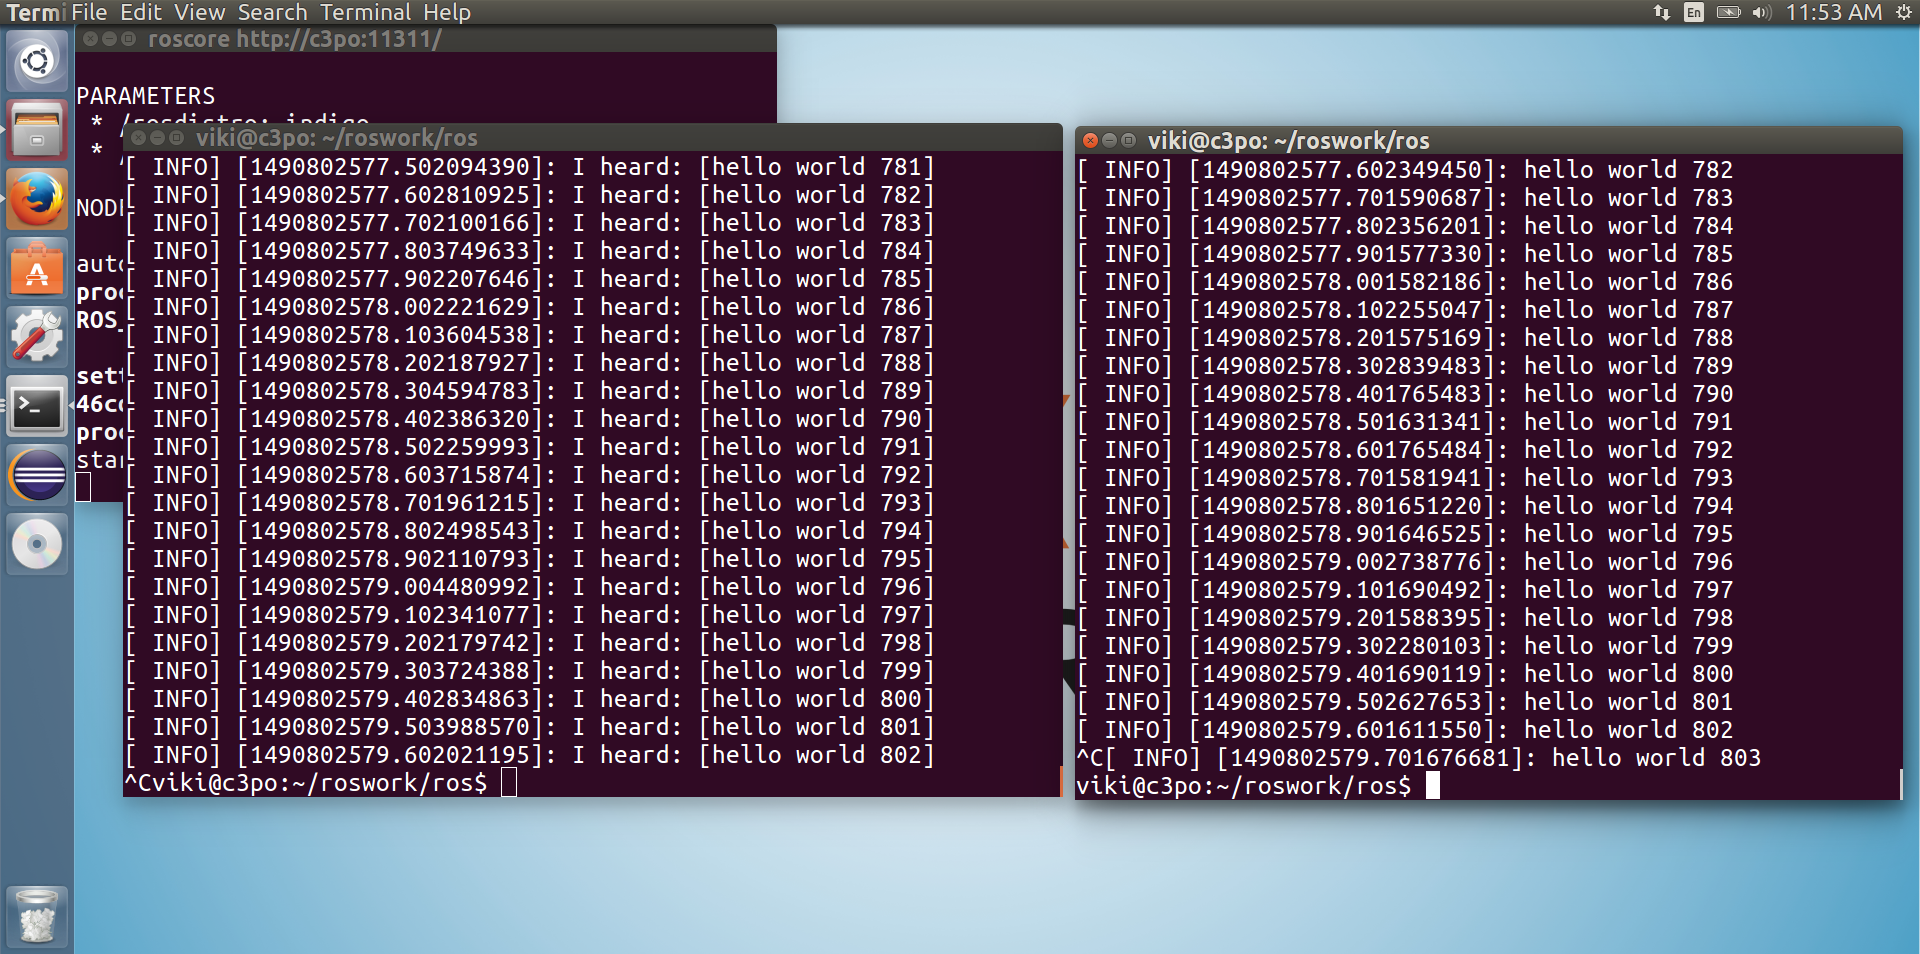 Termi File Edit View Search Terminal Help
En 11:53 AM
roscore http://c3po:11311/
PARAMETERS
* /rosdistro: indigo
* /
NODE
auto
proc
ROS_
sett
46cc
proc
star
viki@c3po: ~/roswork/ros
[ INFO] [1490802577.502094390]: I heard: [hello world 781]
[ INFO] [1490802577.602810925]: I heard: [hello world 782]
[ INFO] [1490802577.702100166]: I heard: [hello world 783]
[ INFO] [1490802577.803749633]: I heard: [hello world 784]
[ INFO] [1490802577.902207646]: I heard: [hello world 785]
[ INFO] [1490802578.002221629]: I heard: [hello world 786]
[ INFO] [1490802578.103604538]: I heard: [hello world 787]
[ INFO] [1490802578.202187927]: I heard: [hello world 788]
[ INFO] [1490802578.304594783]: I heard: [hello world 789]
[ INFO] [1490802578.402386320]: I heard: [hello world 790]
[ INFO] [1490802578.502259993]: I heard: [hello world 791]
[ INFO] [1490802578.603715874]: I heard: [hello world 792]
[ INFO] [1490802578.701961215]: I heard: [hello world 793]
[ INFO] [1490802578.802498543]: I heard: [hello world 794]
[ INFO] [1490802578.902110793]: I heard: [hello world 795]
[ INFO] [1490802579.004480992]: I heard: [hello world 796]
[ INFO] [1490802579.102341077]: I heard: [hello world 797]
[ INFO] [1490802579.202179742]: I heard: [hello world 798]
[ INFO] [1490802579.303724388]: I heard: [hello world 799]
[ INFO] [1490802579.402834863]: I heard: [hello world 800]
[ INFO] [1490802579.503988570]: I heard: [hello world 801]
[ INFO] [1490802579.602021195]: I heard: [hello world 802]
^Cviki@c3po:~/roswork/ros$
viki@c3po: ~/roswork/ros
[ INFO] [1490802577.602349450]: hello world 782
[ INFO] [1490802577.701590687]: hello world 783
[ INFO] [1490802577.802356201]: hello world 784
[ INFO] [1490802577.901577330]: hello world 785
[ INFO] [1490802578.001582186]: hello world 786
[ INFO] [1490802578.102255047]: hello world 787
[ INFO] [1490802578.201575169]: hello world 788
[ INFO] [1490802578.302839483]: hello world 789
[ INFO] [1490802578.401765483]: hello world 790
[ INFO] [1490802578.501631341]: hello world 791
[ INFO] [1490802578.601765484]: hello world 792
[ INFO] [1490802578.701581941]: hello world 793
[ INFO] [1490802578.801651220]: hello world 794
[ INFO] [1490802578.901646525]: hello world 795
[ INFO] [1490802579.002738776]: hello world 796
[ INFO] [1490802579.101690492]: hello world 797
[ INFO] [1490802579.201588395]: hello world 798
[ INFO] [1490802579.302280103]: hello world 799
[ INFO] [1490802579.401690119]: hello world 800
[ INFO] [1490802579.502627653]: hello world 801
[ INFO] [1490802579.601611550]: hello world 802
^C[ INFO] [1490802579.701676681]: hello world 803
viki@c3po:~/roswork/ros$